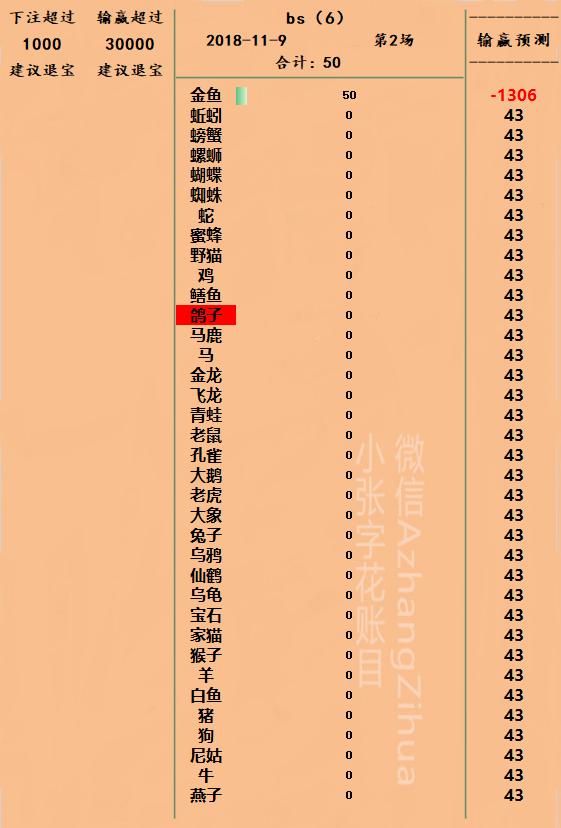 下注超过 输赢超过
1000 30000
建议退宝 建议退宝
bs（6）
2018-11-9 第2场
合计：50
输赢预测
金鱼 50 -1306
蚯蚓 0 43
螃蟹 0 43
螺蛳 0 43
蝴蝶 0 43
蜘蛛 0 43
蛇 0 43
蜜蜂 0 43
野猫 0 43
鸡 0 43
鳝鱼 0 43
鸽子 0 43
马鹿 0 43
马 0 43
金龙 0 43
飞龙 0 43
青蛙 0 43
老鼠 0 43
孔雀 0 43
大鹅 0 43
老虎 0 43
大象 0 43
兔子 0 43
乌鸦 0 43
仙鹤 0 43
乌龟 0 43
宝石 0 43
家猫 0 43
猴子 0 43
羊 0 43
白鱼 0 43
猪 0 43
狗 0 43
尼姑 0 43
牛 0 43
燕子 0 43
微信AzhangZihua
小张字花账目